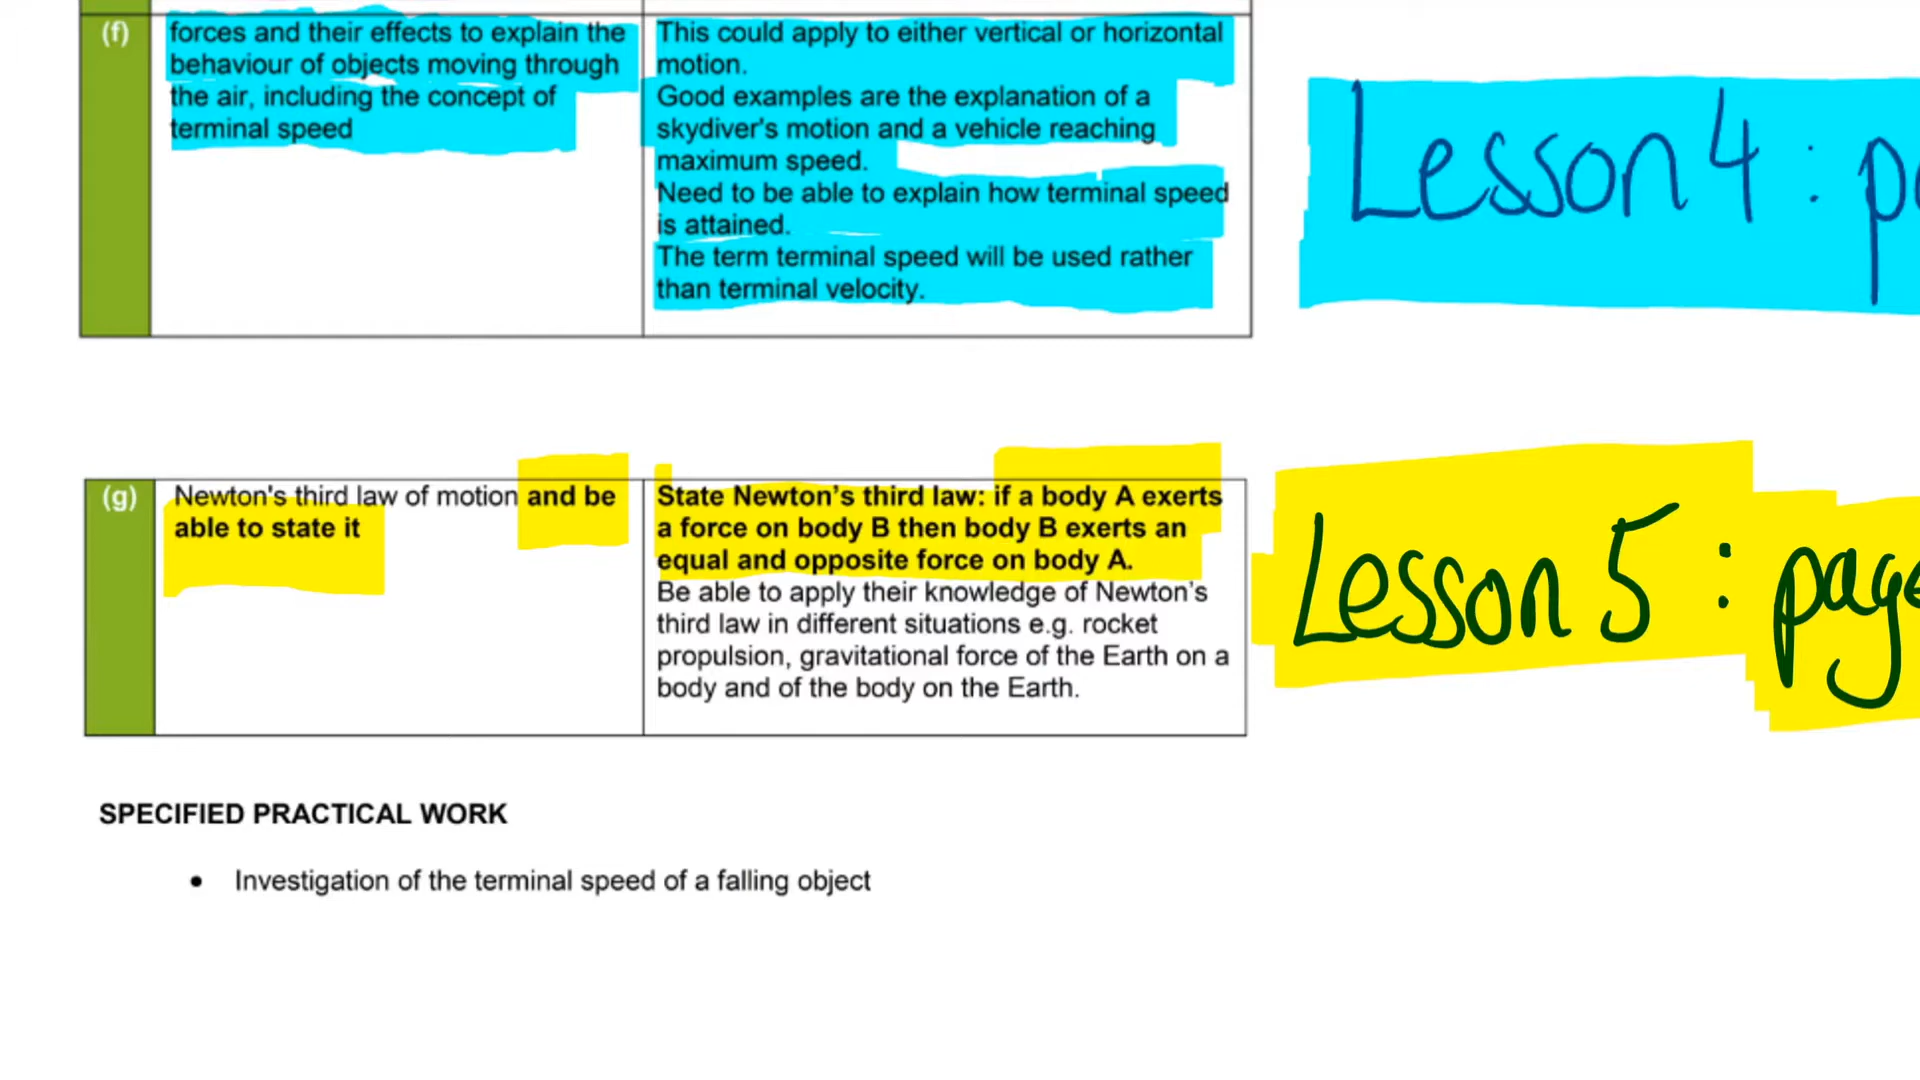 (f)
forces and their effects to explain the
behaviour of objects moving through
the air, including the concept of
terminal speed
This could apply to either vertical or horizontal
motion.
Good examples are the explanation of a
skydiver's motion and a vehicle reaching
maximum speed.
Need to be able to explain how terminal speed
is attained.
The term terminal speed will be used rather
than terminal velocity.
Lesson 4 :
(g)
Newton's third law of motion and be
able to state it
State Newton's third law: if a body A exerts
a force on body B then body B exerts an
equal and opposite force on body A.
Be able to apply their knowledge of Newton's
third law in different situations e.g. rocket
propulsion, gravitational force of the Earth on a
body and of the body on the Earth.
Lesson 5 : page
SPECIFIED PRACTICAL WORK
• Investigation of the terminal speed of a falling object